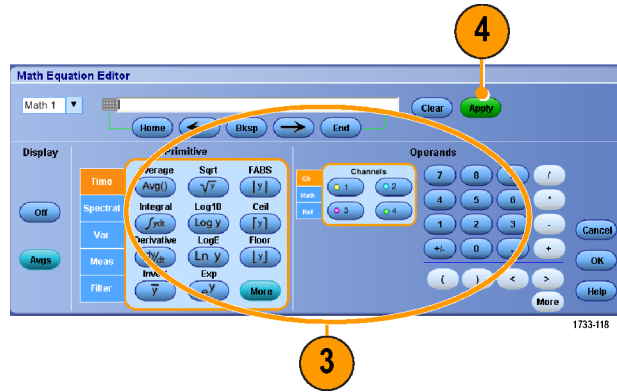 4
Math Equation Editor
Math 1
Clear
Apply
Home
Bksp
End
Display
Primitive
Operands
Off
Avgs
Time
Spectral
Var
Meas
Filter
Average Sqrt FABS
Avg() √y |y|
Integral Log10 Ceil
∫ydt Log y ⌈y⌉
Derivative LogE Floor
dy/dt Ln y ⌊y⌋
Inverse Exp
y e^y More
Ch
Math
Ref
Channels
1 2
3 4
7 8 /
4 5 6 *
1 2 3 -
+/- 0 . +
( ) < >
More
Cancel
OK
Help
1733-118
3